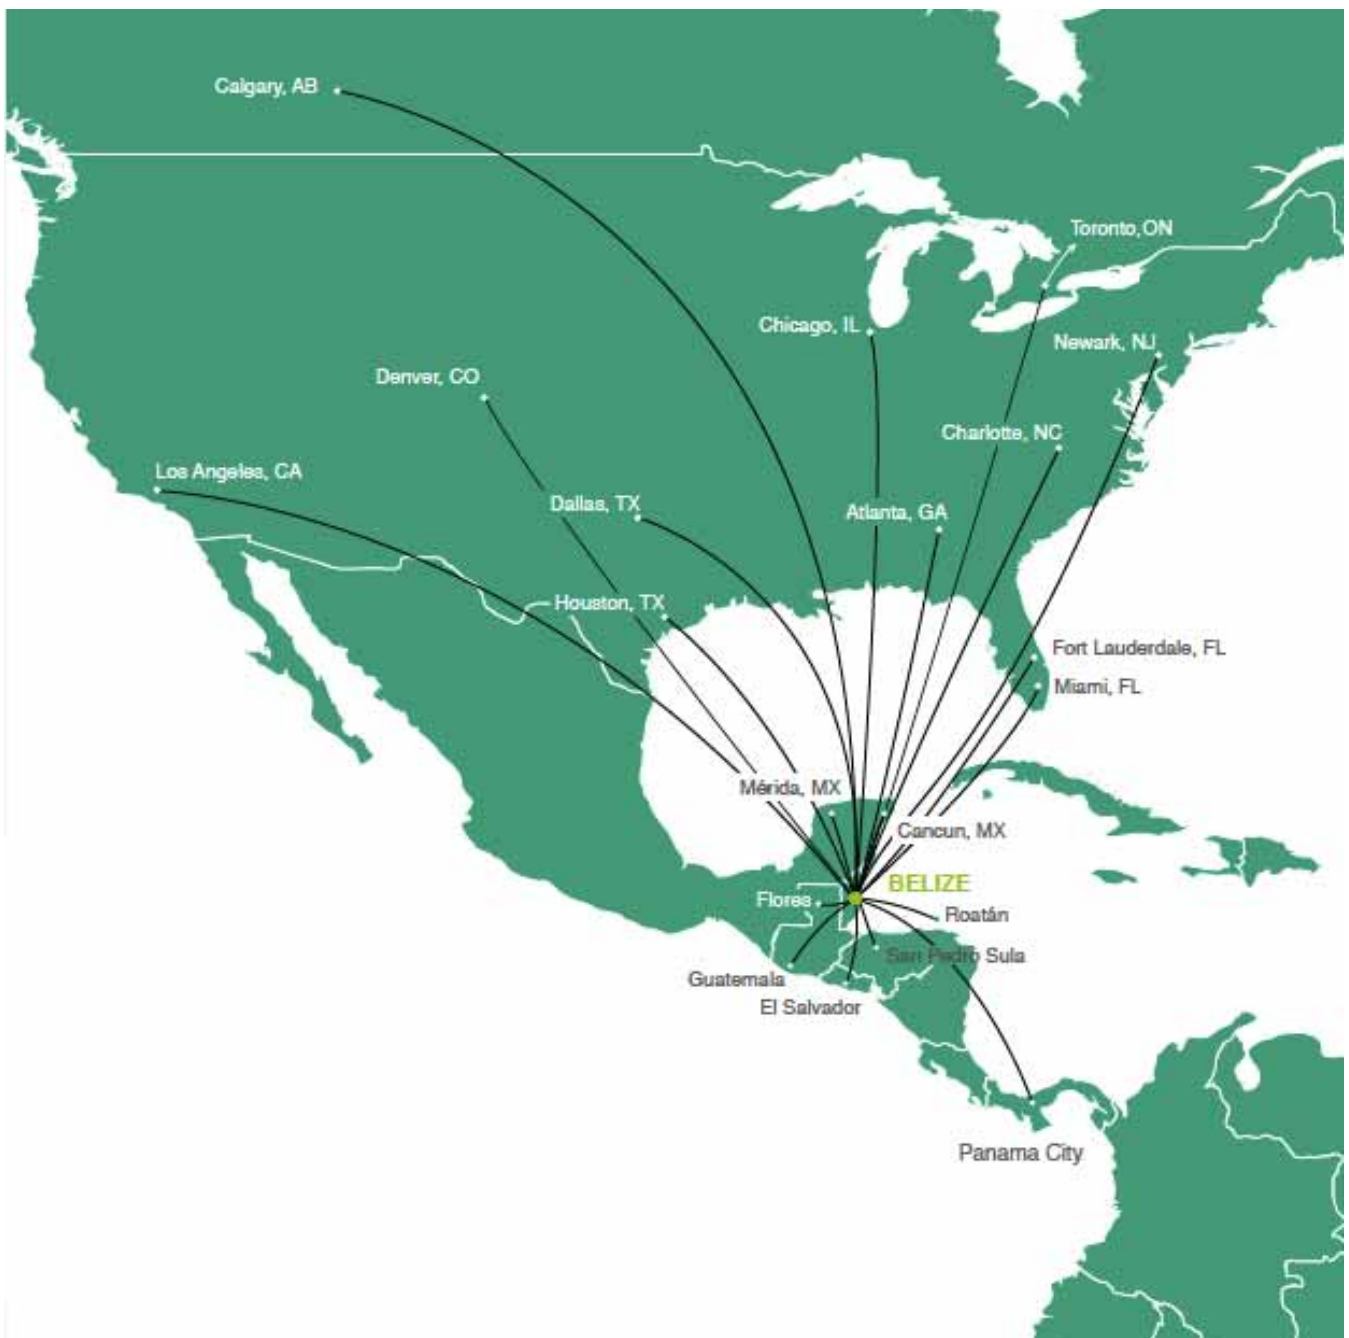 Calgary, AB
Toronto,ON
Chicago, IL
Newark, NJ
Denver, CO
Charlotte, NC
Los Angeles, CA
Dallas, TX
Atlanta, GA
Houston, TX
Fort Lauderdale, FL
Miami, FL
Mérida, MX
Cancun, MX
BELIZE
Flores
Roatán
San Pedro Sula
Guatemala
El Salvador
Panama City